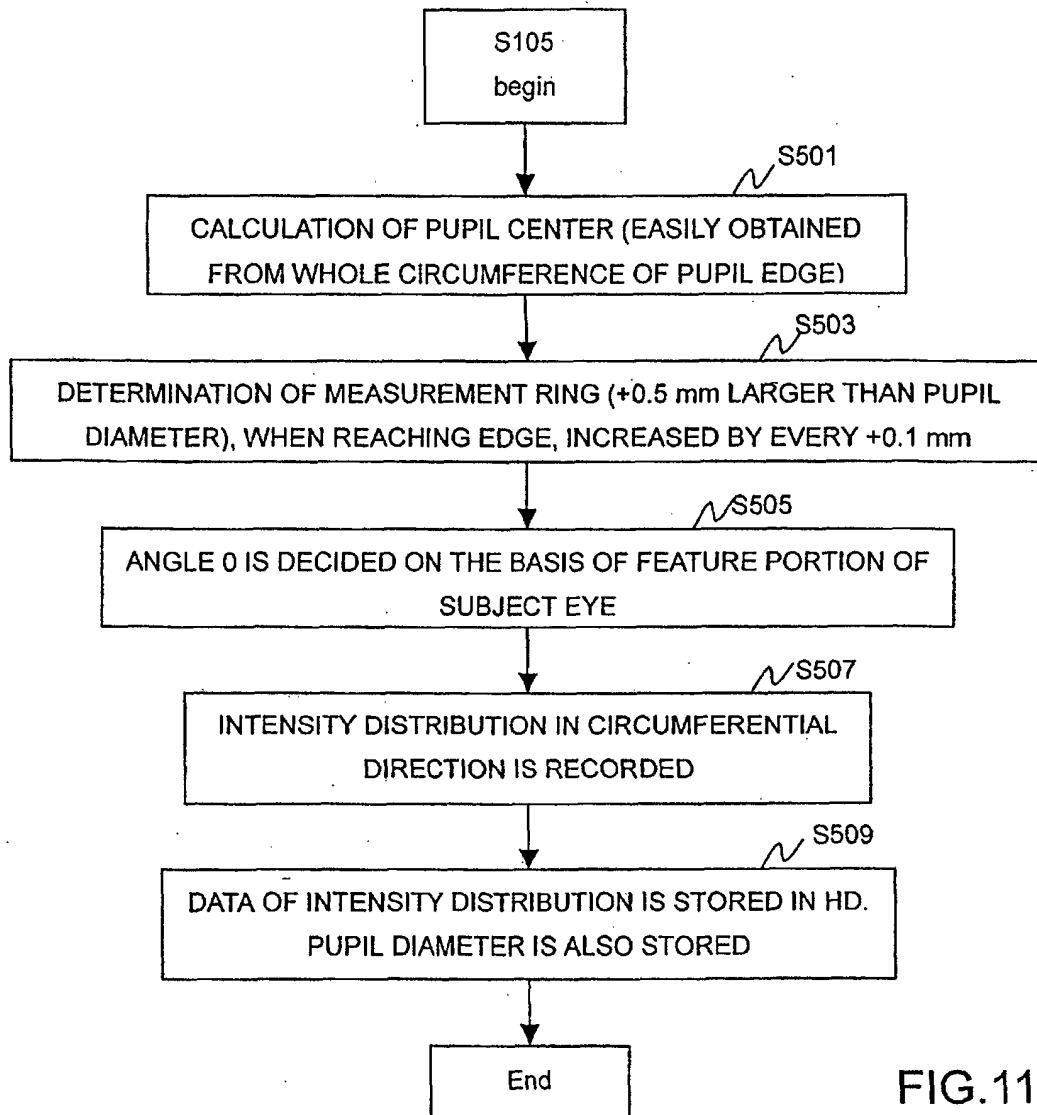 S105
begin
S501
CALCULATION OF PUPIL CENTER (EASILY OBTAINED
FROM WHOLE CIRCUMFERENCE OF PUPIL EDGE)
S503
DETERMINATION OF MEASUREMENT RING (+0.5 mm LARGER THAN PUPIL
DIAMETER), WHEN REACHING EDGE, INCREASED BY EVERY +0.1 mm
S505
ANGLE 0 IS DECIDED ON THE BASIS OF FEATURE PORTION OF
SUBJECT EYE
S507
INTENSITY DISTRIBUTION IN CIRCUMFERENTIAL
DIRECTION IS RECORDED
S509
DATA OF INTENSITY DISTRIBUTION IS STORED IN HD.
PUPIL DIAMETER IS ALSO STORED
End
FIG.11